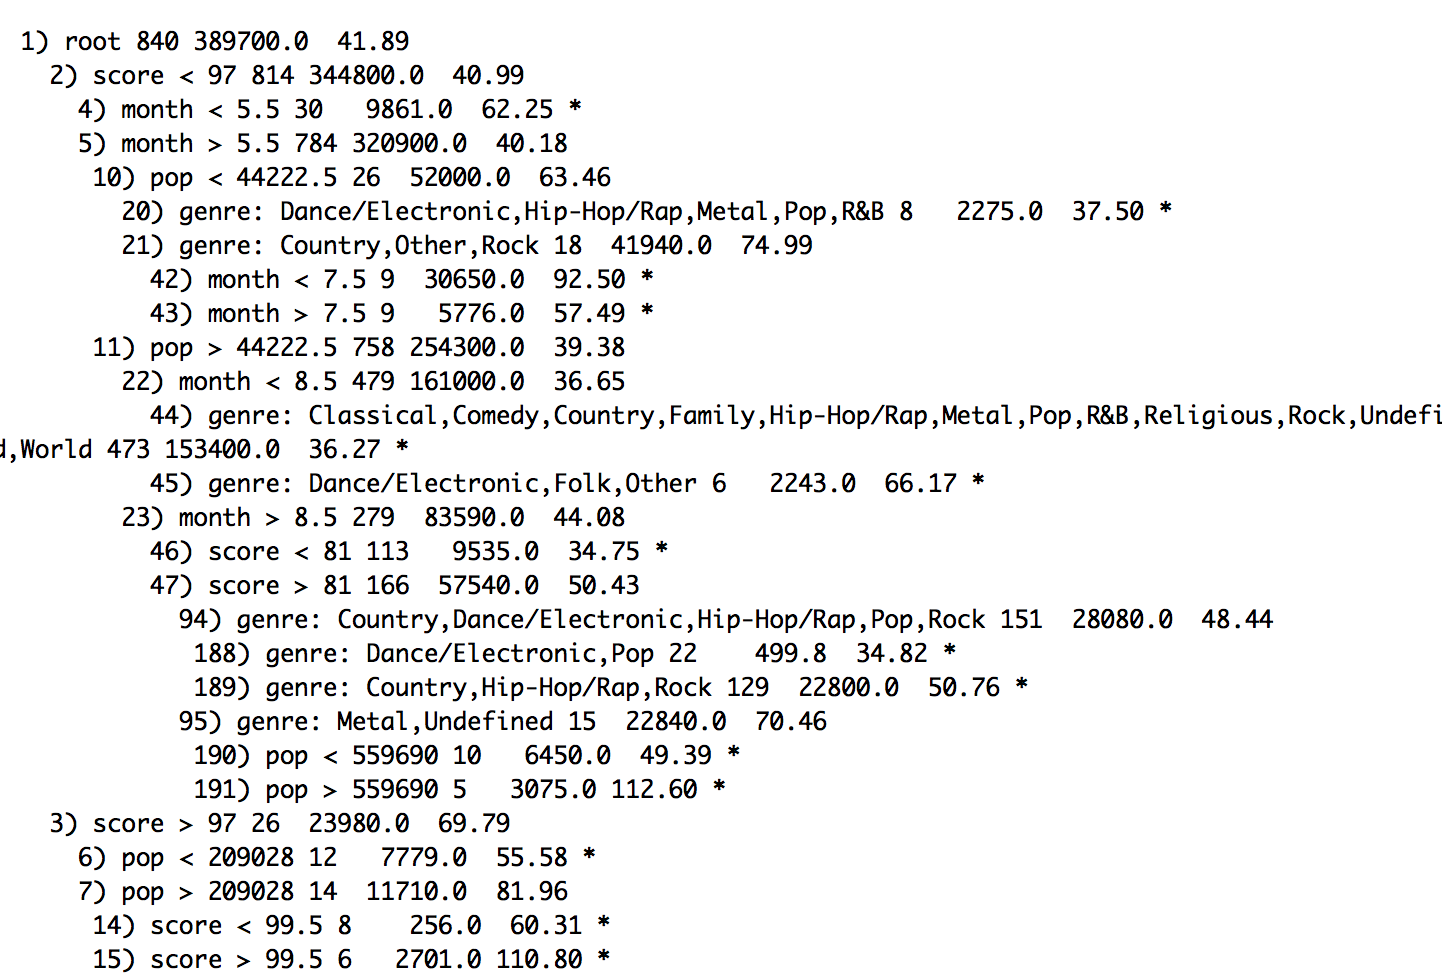 1) root 840 389700.0  41.89
2) score < 97 814 344800.0  40.99
4) month < 5.5 30   9861.0  62.25 *
5) month > 5.5 784 320900.0  40.18
10) pop < 44222.5 26  52000.0  63.46
20) genre: Dance/Electronic,Hip-Hop/Rap,Metal,Pop,R&B 8   2275.0  37.50 *
21) genre: Country,Other,Rock 18  41940.0  74.99
42) month < 7.5 9  30650.0  92.50 *
43) month > 7.5 9   5776.0  57.49 *
11) pop > 44222.5 758 254300.0  39.38
22) month < 8.5 479 161000.0  36.65
44) genre: Classical,Comedy,Country,Family,Hip-Hop/Rap,Metal,Pop,R&B,Religious,Rock,Undefi
d,World 473 153400.0  36.27 *
45) genre: Dance/Electronic,Folk,Other 6   2243.0  66.17 *
23) month > 8.5 279  83590.0  44.08
46) score < 81 113   9535.0  34.75 *
47) score > 81 166  57540.0  50.43
94) genre: Country,Dance/Electronic,Hip-Hop/Rap,Pop,Rock 151  28080.0  48.44
188) genre: Dance/Electronic,Pop 22    499.8  34.82 *
189) genre: Country,Hip-Hop/Rap,Rock 129  22800.0  50.76 *
95) genre: Metal,Undefined 15  22840.0  70.46
190) pop < 559690 10   6450.0  49.39 *
191) pop > 559690 5   3075.0 112.60 *
3) score > 97 26  23980.0  69.79
6) pop < 209028 12   7779.0  55.58 *
7) pop > 209028 14  11710.0  81.96
14) score < 99.5 8    256.0  60.31 *
15) score > 99.5 6   2701.0 110.80 *